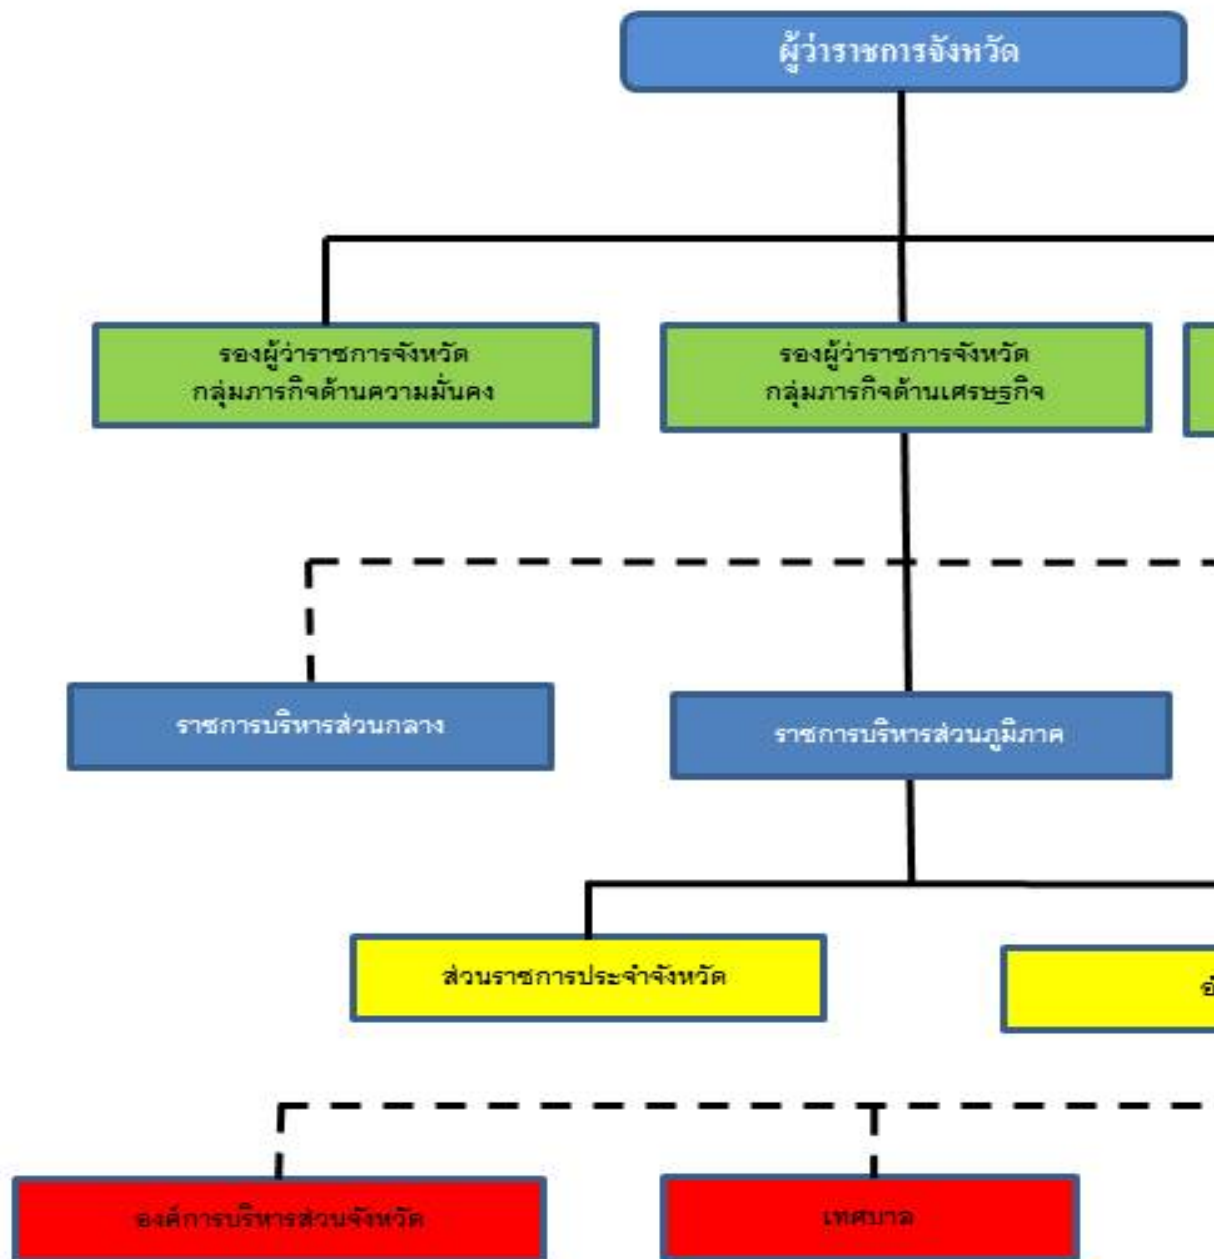 ผู้ว่าราชการจังหวัด
รองผู้ว่าราชการจังหวัด
กลุ่มภารกิจด้านความมั่นคง
รองผู้ว่าราชการจังหวัด
กลุ่มภารกิจด้านเศรษฐกิจ
ราชการบริหารส่วนกลาง
ราชการบริหารส่วนภูมิภาค
ส่วนราชการประจำจังหวัด
องค์การบริหารส่วนจังหวัด
เทศบาล